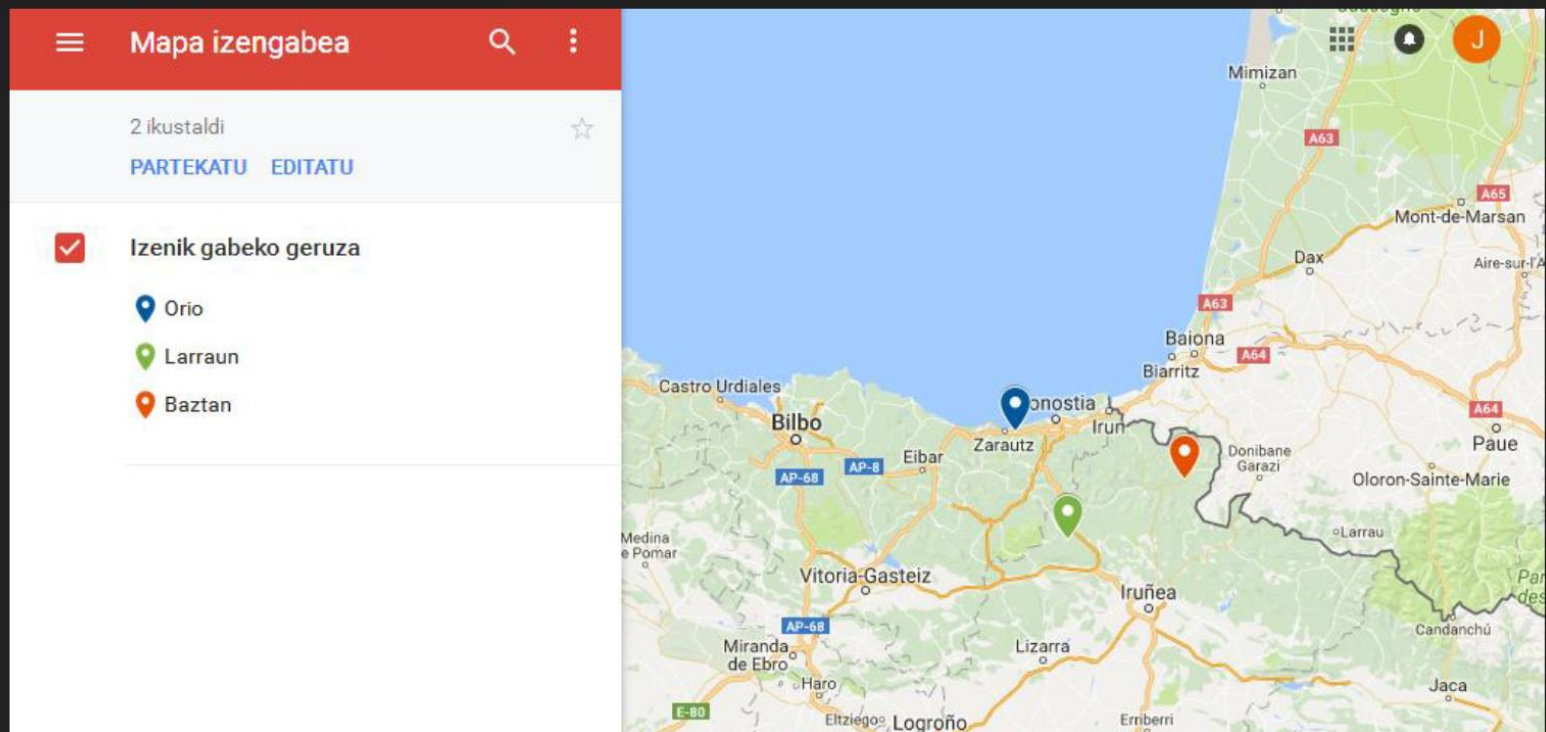 Mapa izengabea
2 ikustaldi
PARTEKATU EDITATU
Izenik gabeko geruza
Orio
Larraun
Baztan
J
Mimizan
A63
A65
Mont-de-Marsan
Dax
Aire-sur-l'A
A63
Baiona
A64
Biarritz
Castro Urdiales
onostia
A64
Bilbo
Irun
Zarautz
Paue
Eibar
AP-8
AP-68
Donibane
Garazi
Oloron-Sainte-Marie
Larrau
Medina
e Pomar
Vitoria-Gasteiz
Par
des
Iruñea
AP-68
Candanchú
Miranda
de Ebro
Lizarra
Haro
Jaca
E-80
Eltziego
Logroño
Erriberri